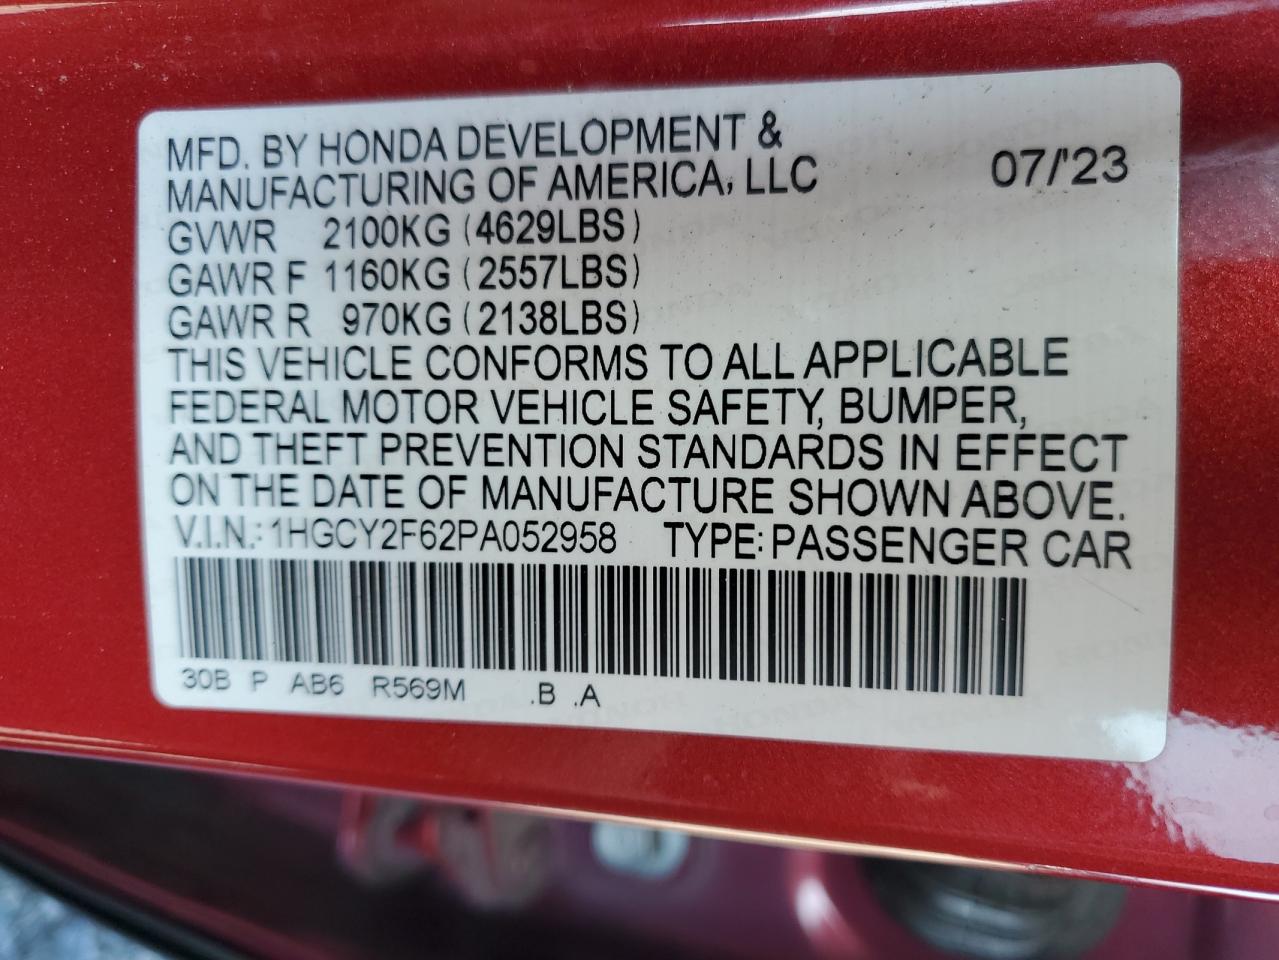 MFD. BY HONDA DEVELOPMENT &
MANUFACTURING OF AMERICA, LLC 07/'23
GVWR 2100KG (4629LBS)
GAWR F 1160KG (2557LBS)
GAWR R 970KG (2138LBS)
THIS VEHICLE CONFORMS TO ALL APPLICABLE
FEDERAL MOTOR VEHICLE SAFETY, BUMPER,
AND THEFT PREVENTION STANDARDS IN EFFECT
ON THE DATE OF MANUFACTURE SHOWN ABOVE.
V.I.N.: 1HGCY2F62PA052958 TYPE: PASSENGER CAR
30B P AB6 R569M .B .A